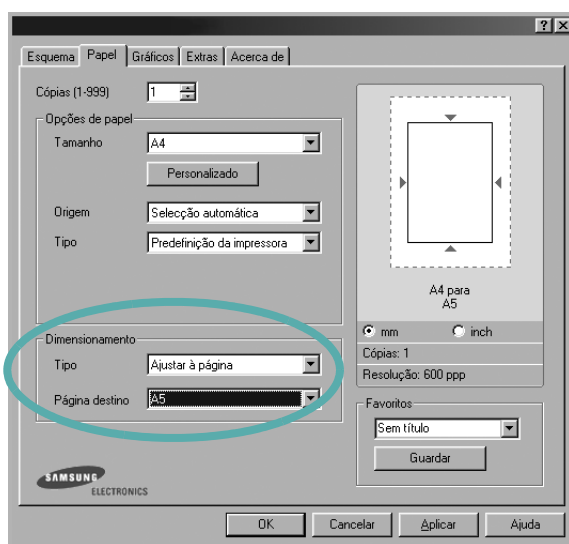 ? X
Esquema Papel Gráficos Extras Acerca de
Cópias (1-999) 1
Opções de papel
Tamanho A4
Personalizado
Origem Selecção automática
Tipo Predefinição da impressora
A4 para
A5
mm inch
Cópias: 1
Resolução: 600 ppp
Dimensionamento
Tipo Ajustar à página
Página destino A5
Favoritos
Sem título
Guardar
SAMSUNG
ELECTRONICS
OK Cancelar Aplicar Ajuda